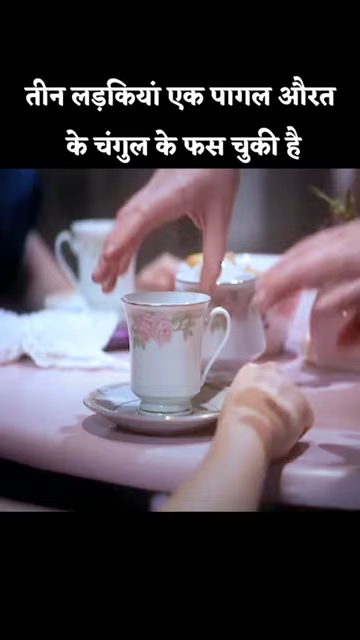 तीन लड़कियां एक पागल औरत
के चंगुल के फस चुकी है